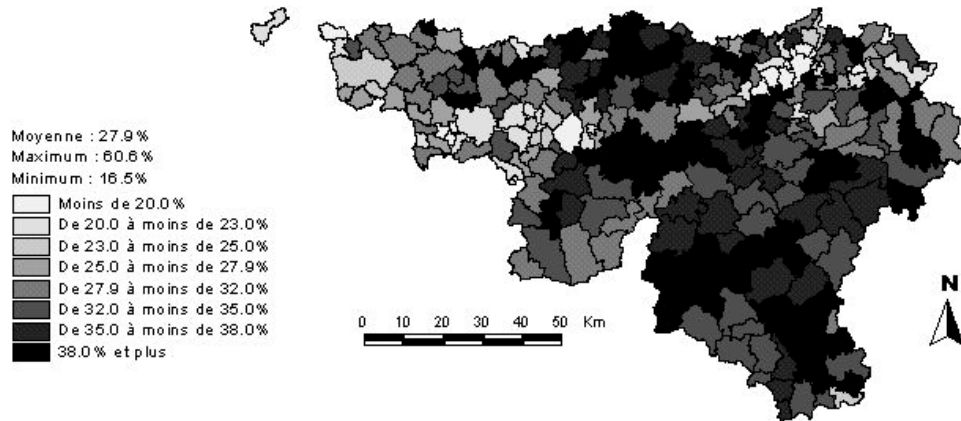 Moyenne : 27.9%
Maximum : 60.6%
Minimum : 16.5%
Moins de 20.0%
De 20.0 à moins de 23.0%
De 23.0 à moins de 25.0%
De 25.0 à moins de 27.9%
De 27.9 à moins de 32.0%
De 32.0 à moins de 35.0%
De 35.0 à moins de 38.0%
38.0% et plus
0 10 20 30 40 50 Km
N